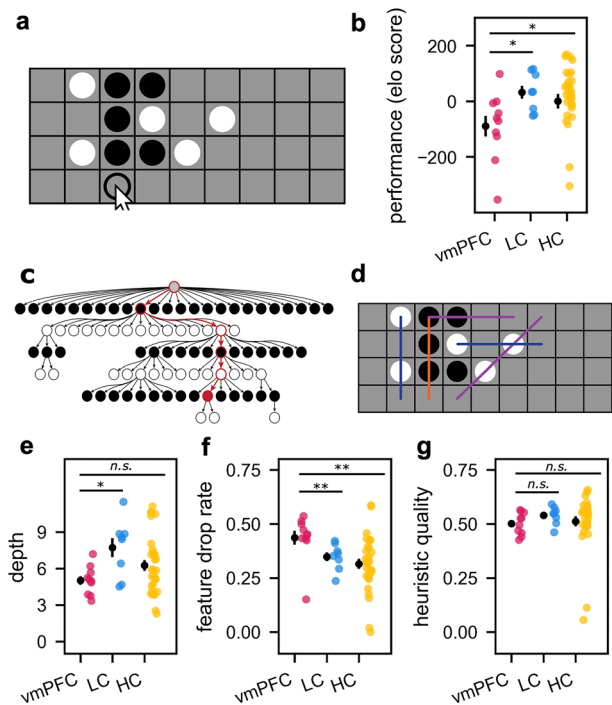 a
b
performance (elo score)
200
0
−200
*
*
vmPFC
LC
HC
c
d
e
depth
9
6
3
0
n.s.
*
vmPFC
LC
HC
f
feature drop rate
0.75
0.50
0.25
0.00
**
**
vmPFC
LC
HC
g
heuristic quality
0.75
0.50
0.25
0.00
n.s.
n.s.
vmPFC
LC
HC